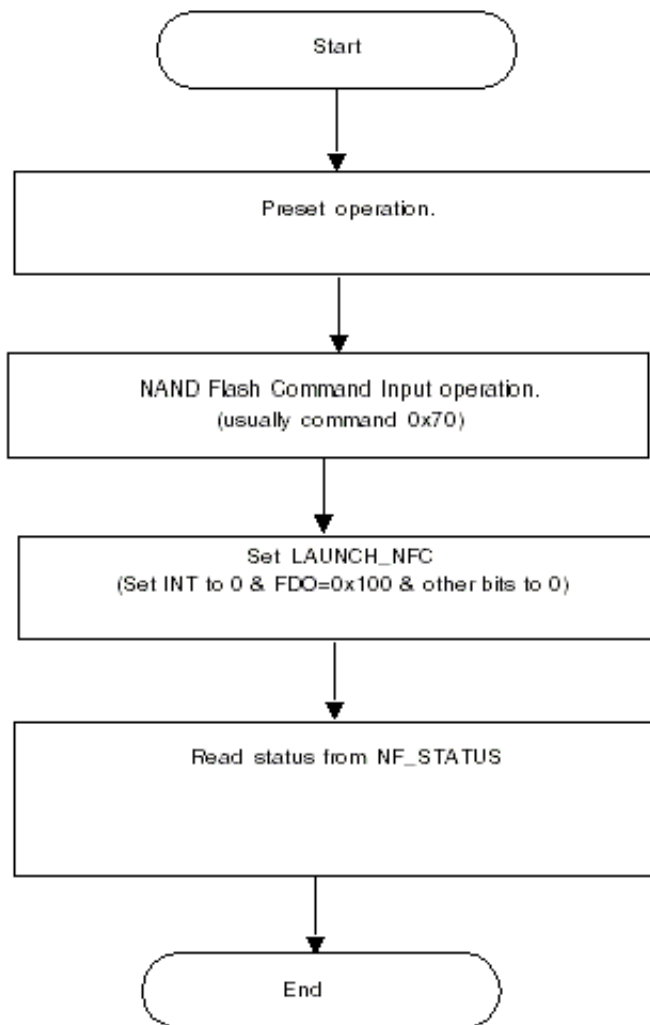 Start
Preset operation.
NAND Flash Command Input operation.
(usually command 0x70)
Set LAUNCH_NFC
(Set INT to 0 & FDO=0x100 & other bits to 0)
Read status from NF_STATUS
End